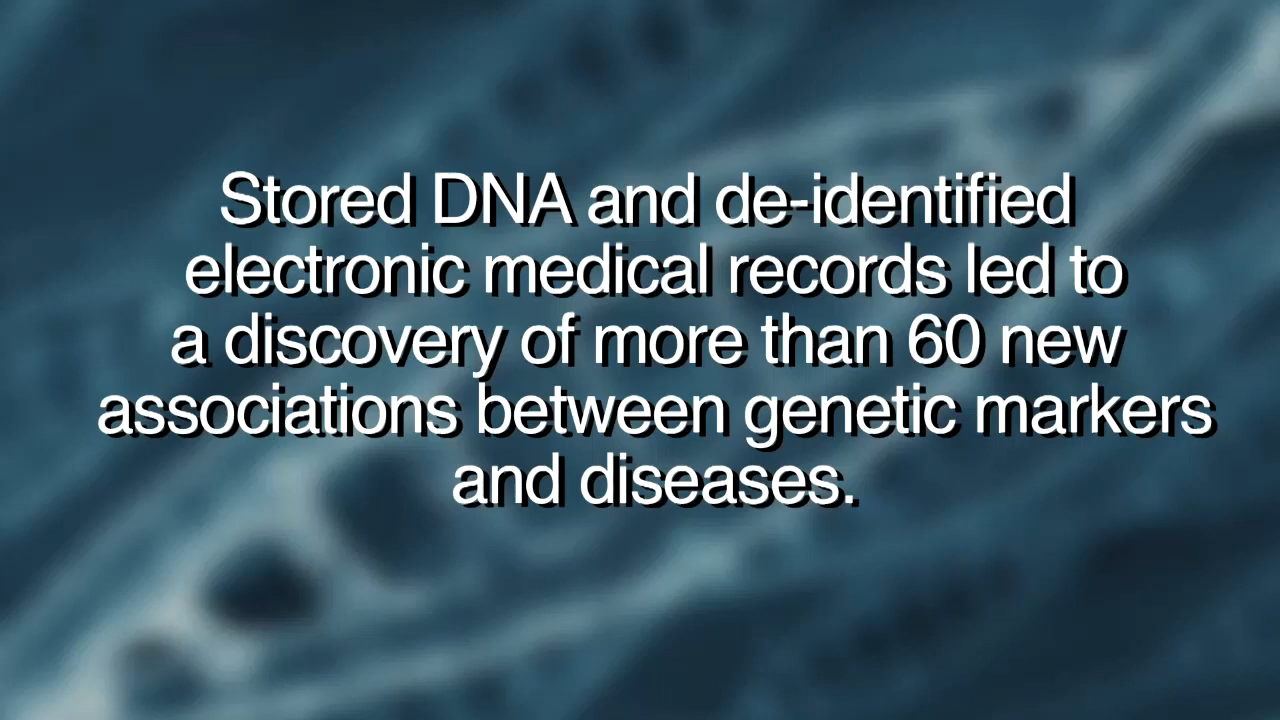 Stored DNA and de-identified
electronic medical records led to
a discovery of more than 60 new
associations between genetic markers
and diseases.